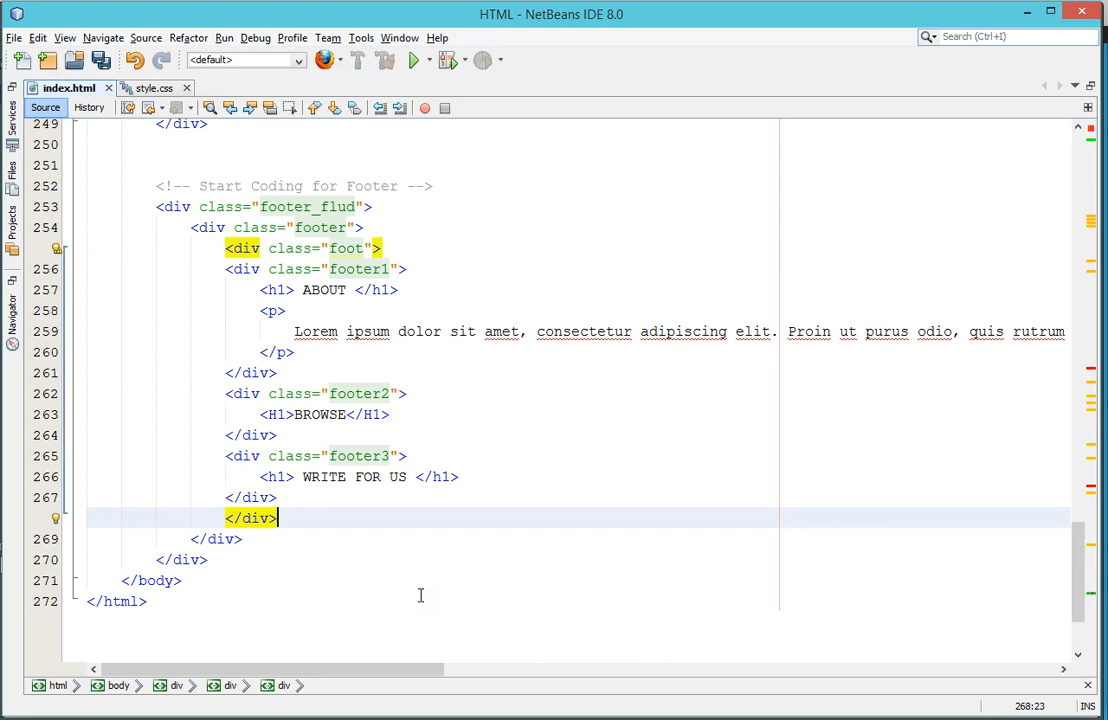 HTML - NetBeans IDE 8.0
File Edit View Navigate Source Refactor Run Debug Profile Team Tools Window Help
Search (Ctrl+I)
<default>
index.html style.css
Source History
Services
Files
Projects
Navigator
249 </div>
250
251
252 <!-- Start Coding for Footer -->
253 <div class="footer_flud">
254 <div class="footer">
<div class="foot">
256 <div class="footer1">
257 <h1> ABOUT </h1>
258 <p>
259 Lorem ipsum dolor sit amet, consectetur adipiscing elit. Proin ut purus odio, quis rutrum
260 </p>
261 </div>
262 <div class="footer2">
263 <H1>BROWSE</H1>
264 </div>
265 <div class="footer3">
266 <h1> WRITE FOR US </h1>
267 </div>
</div>
269 </div>
270 </div>
271 </body>
272 </html>
html body div div div
268:23 INS